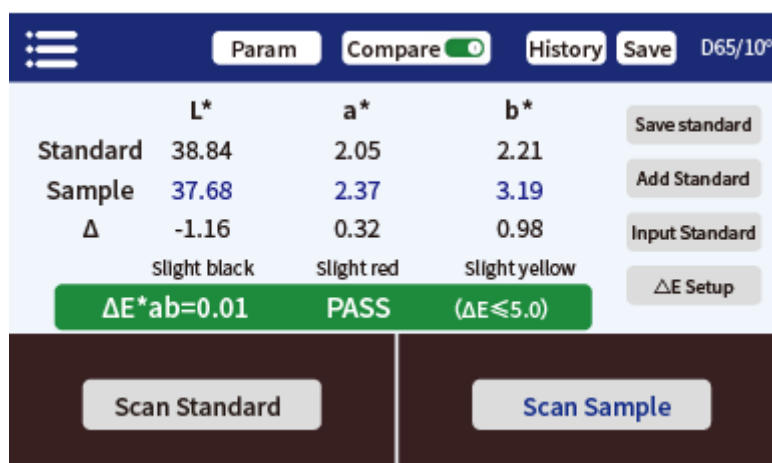 Param Compare History Save D65/10°
L* a* b*
Save standard
Standard 38.84 2.05 2.21
Sample 37.68 2.37 3.19
Add Standard
Δ -1.16 0.32 0.98
Input Standard
Slight black Slight red Slight yellow
△E Setup
ΔE*ab=0.01 PASS (ΔE≤5.0)
Scan Standard Scan Sample